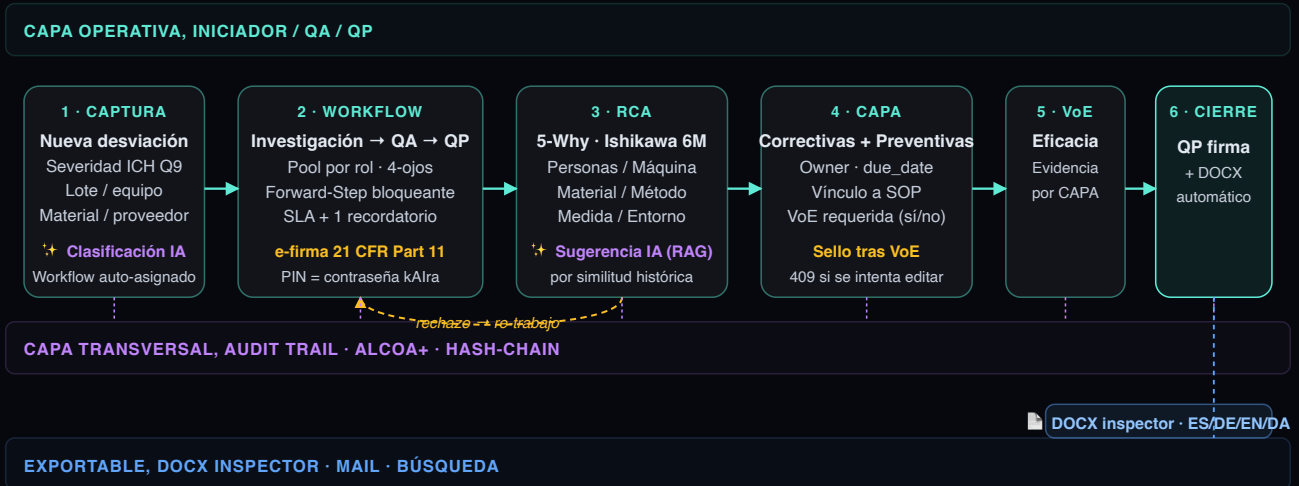 CAPA OPERATIVA, INICIADOR / QA / QP
1 · CAPTURA
Nueva desviación
Severidad ICH Q9
Lote / equipo
Material / proveedor
✨ Clasificación IA
Workflow auto-asignado
2 · WORKFLOW
Investigación → QA → QP
Pool por rol · 4-ojos
Forward-Step bloqueante
SLA + 1 recordatorio
e-firma 21 CFR Part 11
PIN = contraseña kAIra
3 · RCA
5-Why · Ishikawa 6M
Personas / Máquina
Material / Método
Medida / Entorno
✨ Sugerencia IA (RAG)
por similitud histórica
4 · CAPA
Correctivas + Preventivas
Owner · due_date
Vínculo a SOP
VoE requerida (sí/no)
Sello tras VoE
409 si se intenta editar
5 · VoE
Eficacia
Evidencia
por CAPA
6 · CIERRE
QP firma
+ DOCX
automático
rechazo → re-trabajo
CAPA TRANSVERSAL, AUDIT TRAIL · ALCOA+ · HASH-CHAIN
DOCX inspector · ES/DE/EN/DA
EXPORTABLE, DOCX INSPECTOR · MAIL · BÚSQUEDA